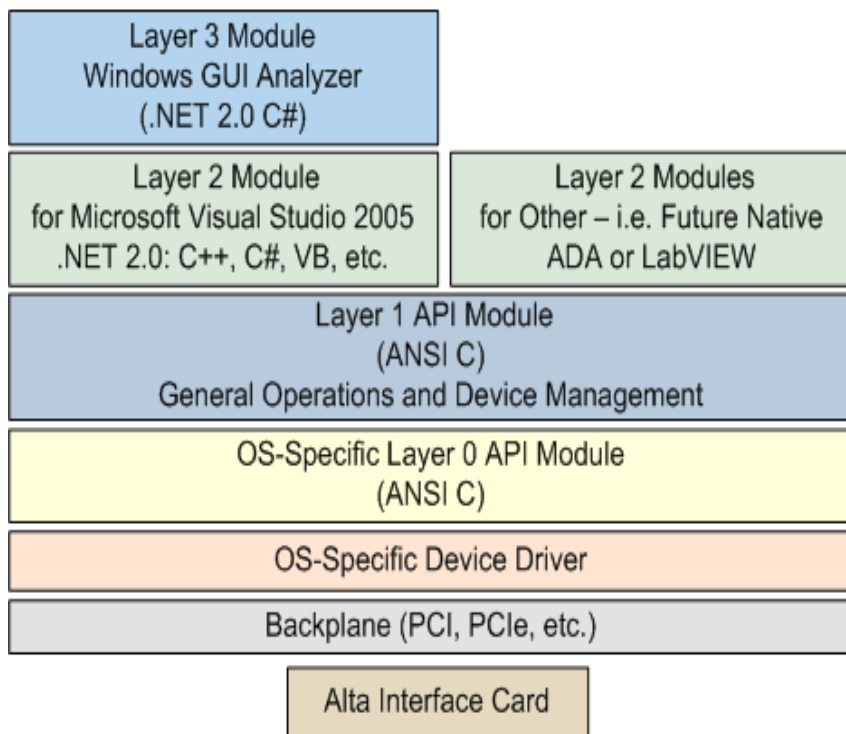 Layer 3 Module
Windows GUI Analyzer
(.NET 2.0 C#)
Layer 2 Module
for Microsoft Visual Studio 2005
.NET 2.0: C++, C#, VB, etc.
Layer 2 Modules
for Other – i.e. Future Native
ADA or LabVIEW
Layer 1 API Module
(ANSI C)
General Operations and Device Management
OS-Specific Layer 0 API Module
(ANSI C)
OS-Specific Device Driver
Backplane (PCI, PCIe, etc.)
Alta Interface Card